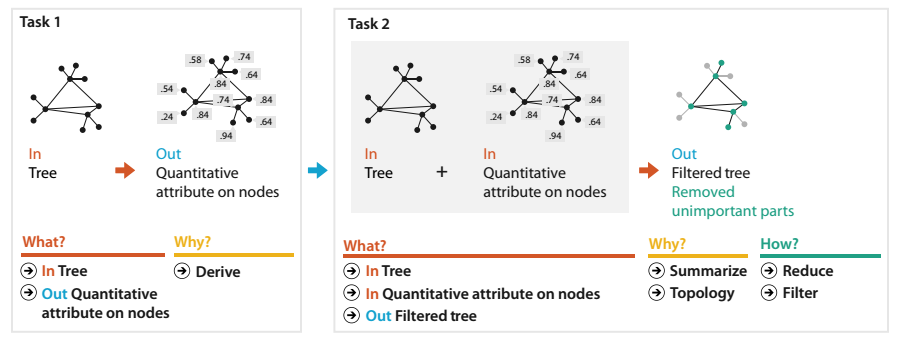 Task 1
.58
.74
.64
.54
.84
.74
.84
.24
.84
.64
.94
In
Tree
Out
Quantitative
attribute on nodes
What?
In Tree
Out Quantitative
attribute on nodes
Why?
Derive
Task 2
.58
.74
.64
.54
.84
.74
.84
.24
.84
.64
.94
In
Tree
+
In
Quantitative
attribute on nodes
Out
Filtered tree
Removed
unimportant parts
What?
In Tree
In Quantitative attribute on nodes
Out Filtered tree
Why?
Summarize
Topology
How?
Reduce
Filter